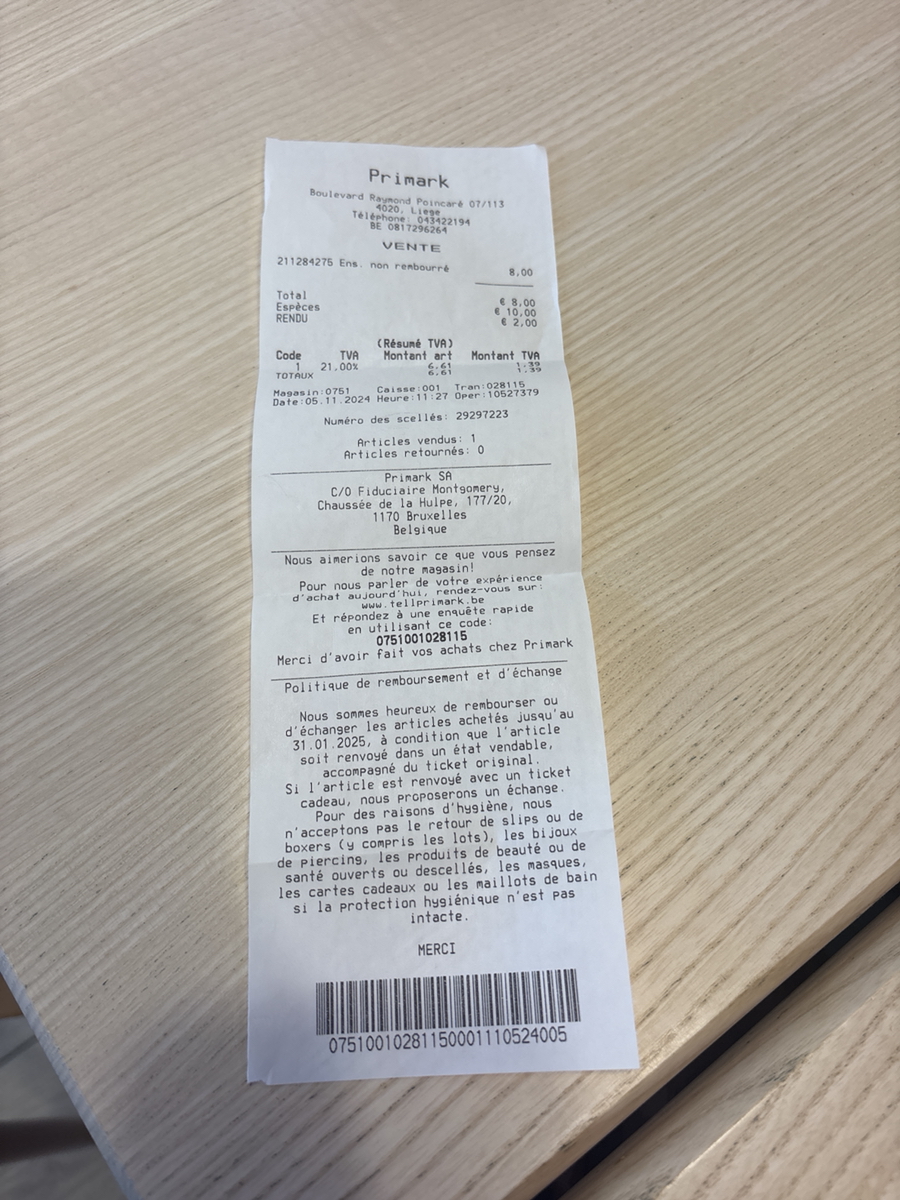 Primark
Boulevard Raymond Poincaré 07/113
4020, Liege
Téléphone: 043422194
BE 0817296264
VENTE
211284275 Ens. non rembourré 8,00
Total € 8,00
Espèces € 10,00
RENDU € 2,00
(Résumé TVA)
Code TVA Montant art Montant TVA
1 21,00% 6,61 1,39
TOTAUX 6,61 1,39
Magasin:0751 Caisse:001 Tran:028115
Date:05.11.2024 Heure:11:27 Oper:10527379
Numéro des scellés: 29297223
Articles vendus: 1
Articles retournés: 0
Primark SA
C/O Fiduciaire Montgomery,
Chaussée de la Hulpe, 177/20,
1170 Bruxelles
Belgique
Nous aimerions savoir ce que vous pensez
de notre magasin!
Pour nous parler de votre expérience
d'achat aujourd'hui, rendez-vous sur:
www.tellprimark.be
Et répondez à une enquête rapide
en utilisant ce code:
0751001028115
Merci d'avoir fait vos achats chez Primark
Politique de remboursement et d'échange
Nous sommes heureux de rembourser ou
d'échanger les articles achetés jusqu'au
31.01.2025, à condition que l'article
soit renvoyé dans un état vendable,
accompagné du ticket original.
Si l'article est renvoyé avec un ticket
cadeau, nous proposerons un échange.
Pour des raisons d'hygiène, nous
n'acceptons pas le retour de slips ou de
boxers (y compris les lots), les bijoux
de piercing, les produits de beauté ou de
santé ouverts ou descellés, les masques,
les cartes cadeaux ou les maillots de bain
si la protection hygiénique n'est pas
intacte.
MERCI
07510010281150001110524005